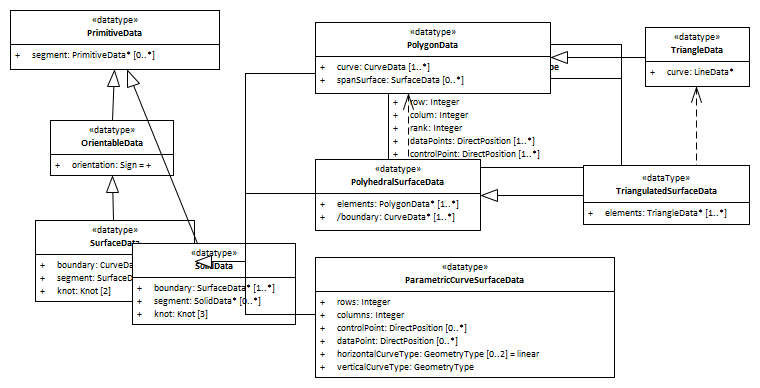 «datatype»
PrimitiveData
+ segment: PrimitiveData* [0..*]
«datatype»
OrientableData
+ orientation: Sign = +
«datatype»
SurfaceData
+ boundary: CurveDa
+ segment: SurfaceD
+ knot: Knot [2]
«datatype»
SolidData
+ boundary: SurfaceData* [1..*]
+ segment: SolidData* [0..*]
+ knot: Knot [3]
«datatype»
PolygonData
+ curve: CurveData [1..*]
+ spanSurface: SurfaceData [0..*]
pe
+ row: Integer
+ colum: Integer
+ rank: Integer
+ dataPoints: DirectPosition [1..*]
+ controlPoint: DirectPosition [1..*]
«datatype»
TriangleData
+ curve: LineData*
«datatype»
PolyhedralSurfaceData
+ elements: PolygonData* [1..*]
+ /boundary: CurveData* [1..*]
«dataType»
TriangulatedSurfaceData
+ elements: TriangleData* [1..*]
«datatype»
ParametricCurveSurfaceData
+ rows: Integer
+ columns: Integer
+ controlPoint: DirectPosition [0..*]
+ dataPoint: DirectPosition [0..*]
+ horizontalCurveType: GeometryType [0..2] = linear
+ verticalCurveType: GeometryType